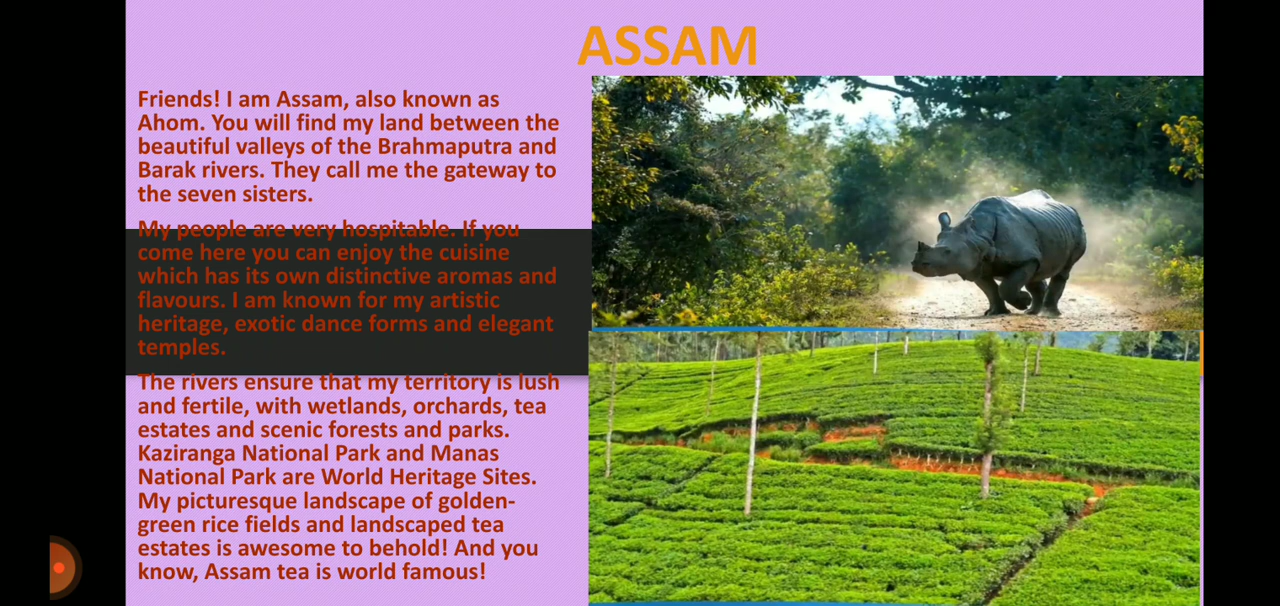 ASSAM
Friends! I am Assam, also known as
Ahom. You will find my land between the
beautiful valleys of the Brahmaputra and
Barak rivers. They call me the gateway to
the seven sisters.
My people are very hospitable. If you
come here you can enjoy the cuisine
which has its own distinctive aromas and
flavours. I am known for my artistic
heritage, exotic dance forms and elegant
temples.
The rivers ensure that my territory is lush
and fertile, with wetlands, orchards, tea
estates and scenic forests and parks.
Kaziranga National Park and Manas
National Park are World Heritage Sites.
My picturesque landscape of golden-
green rice fields and landscaped tea
estates is awesome to behold! And you
know, Assam tea is world famous!